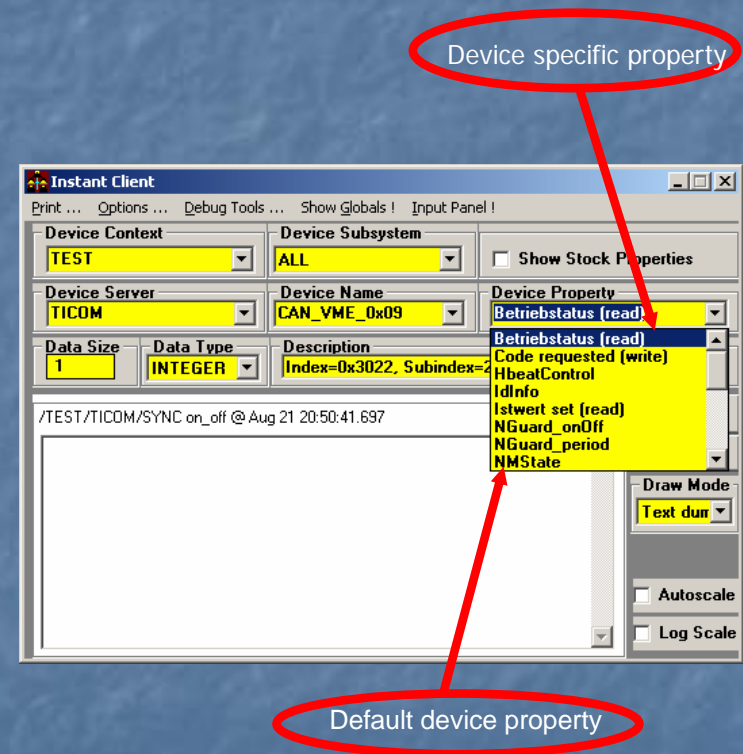 Device specific property
Instant Client
Print ... Options ... Debug Tools ... Show Globals ! Input Panel !
Device Context
Device Subsystem
TEST
ALL
Show Stock Properties
Device Server
Device Name
Device Property
TICOM
CAN_VME_0x09
Betriebstatus (read)
Data Size
Data Type
Description
1
INTEGER
Index=0x3022, Subindex=2
Betriebstatus (read)
Code requested (write)
HbeatControl
IdInfo
Istwert set (read)
NGuard_onOff
NGuard_period
NMState
/TEST/TICOM/SYNC on_off @ Aug 21 20:50:41.697
Draw Mode
Text dum
Autoscale
Log Scale
Default device property